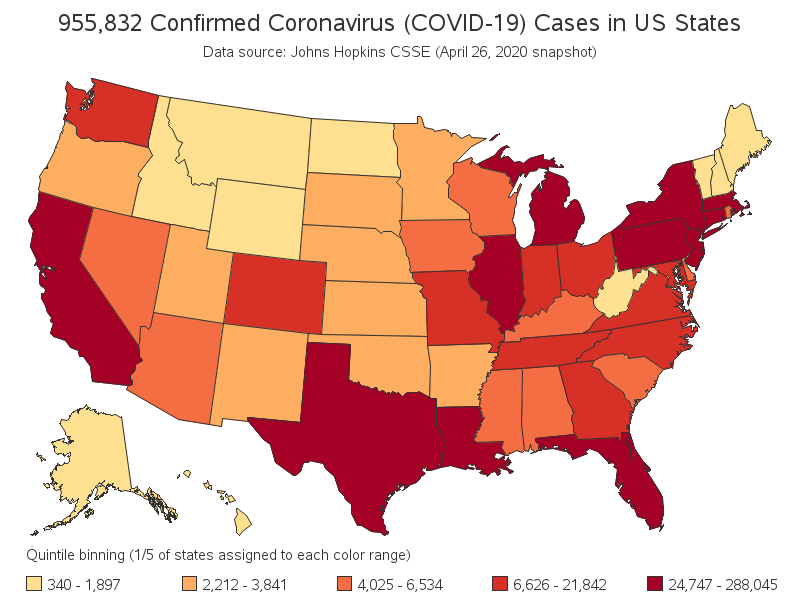 955,832 Confirmed Coronavirus (COVID-19) Cases in US States
Data source: Johns Hopkins CSSE (April 26, 2020 snapshot)
Quintile binning (1/5 of states assigned to each color range)
340 - 1,897 2,212 - 3,841 4,025 - 6,534 6,626 - 21,842 24,747 - 288,045